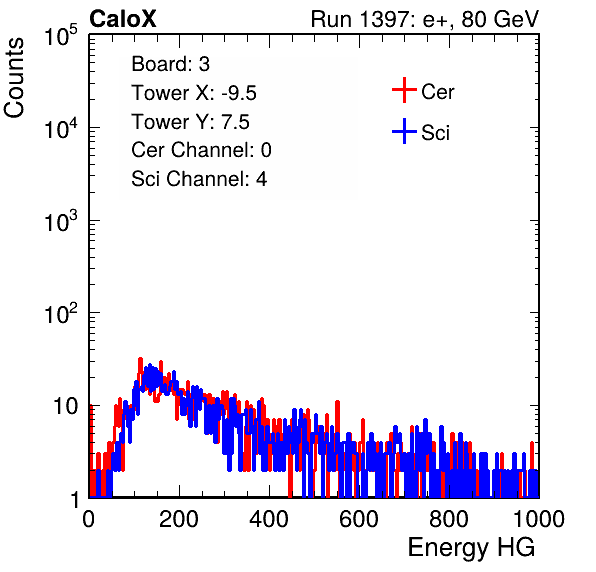 CaloX Run 1397: e+, 80 GeV
Counts
Board: 3
Tower X: -9.5
Tower Y: 7.5
Cer Channel: 0
Sci Channel: 4
Cer
Sci
10^5
10^4
10^3
10^2
10
1
0 200 400 600 800 1000
Energy HG